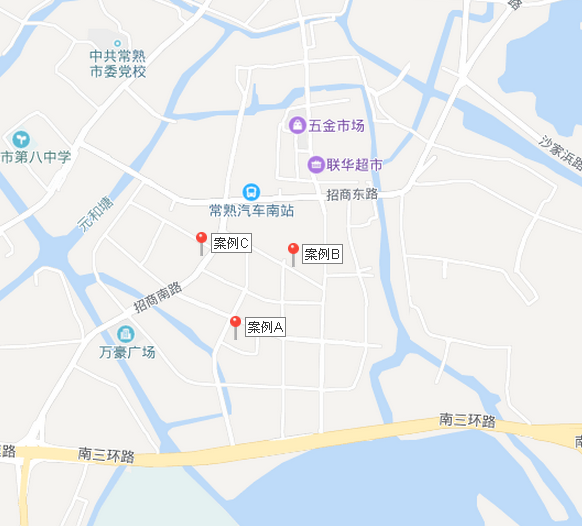 路
中共常熟
市委党校
五金市场
沙家浜路
市第八中学
联华超市
招商东路
元和塘
常熟汽车南站
案例C
案例B
招商南路
案例A
万豪广场
南三环路
路
南三环路
南